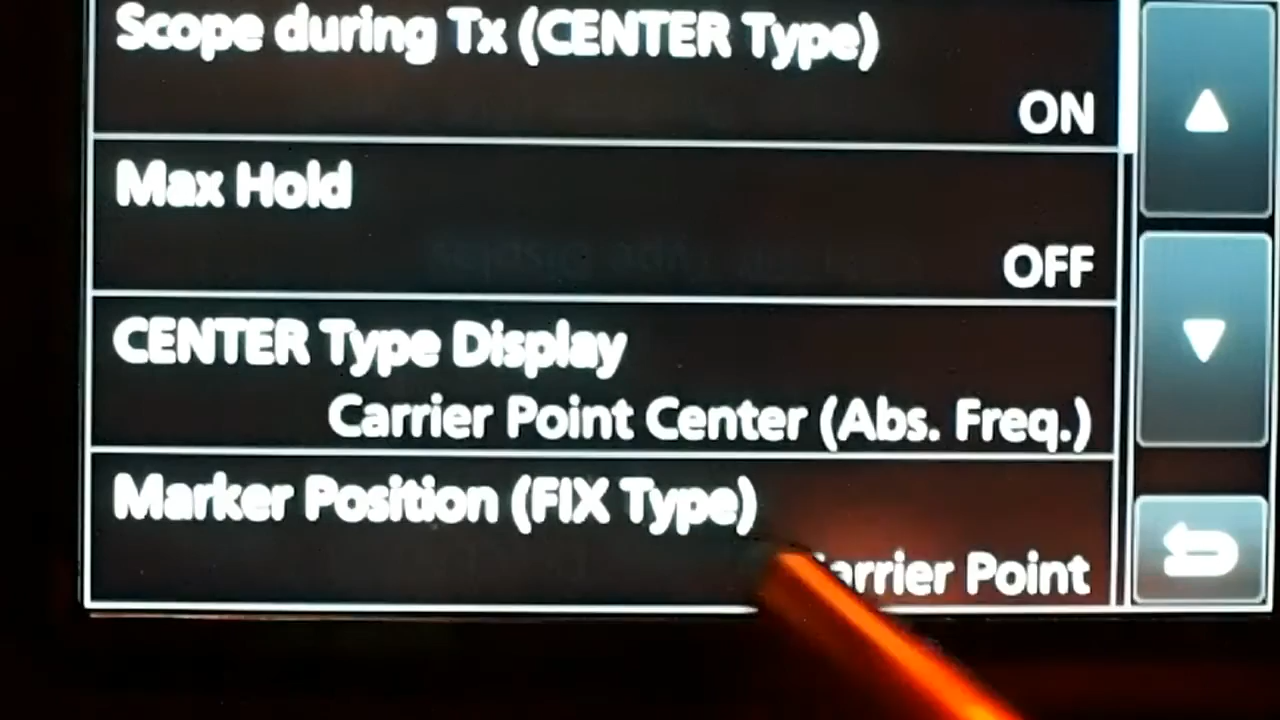 Scope during Tx (CENTER Type)
ON
Max Hold
OFF
CENTER Type Display
Carrier Point Center (Abs. Freq.)
Marker Position (FIX Type)
arrier Point